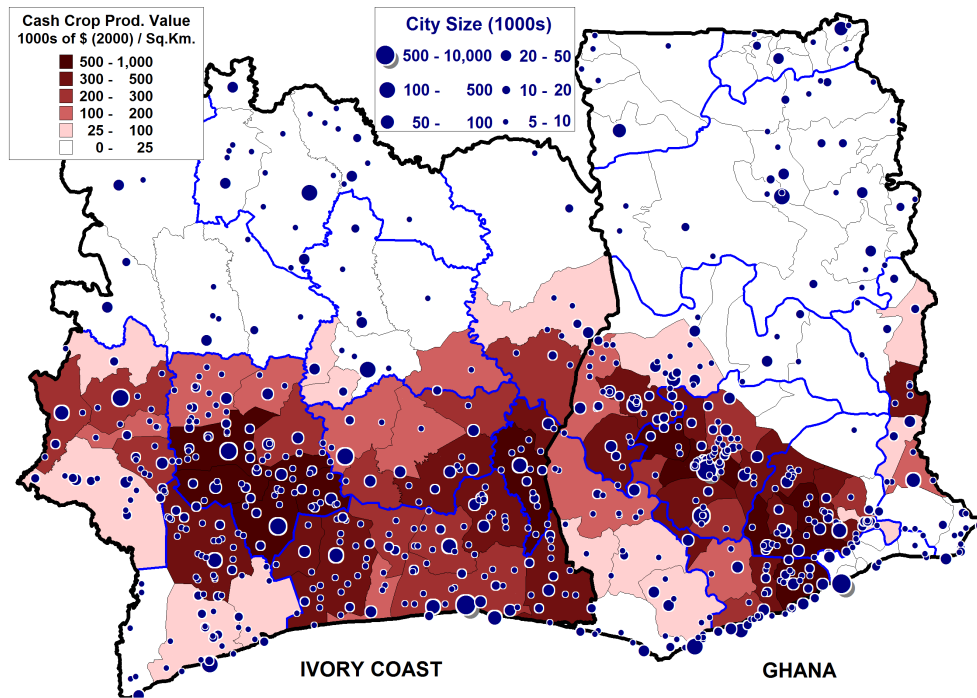 Cash Crop Prod. Value
1000s of $ (2000) / Sq.Km.
500 - 1,000
300 - 500
200 - 300
100 - 200
25 - 100
0 - 25
City Size (1000s)
500 - 10,000 20 - 50
100 - 500 10 - 20
50 - 100 5 - 10
IVORY COAST
GHANA